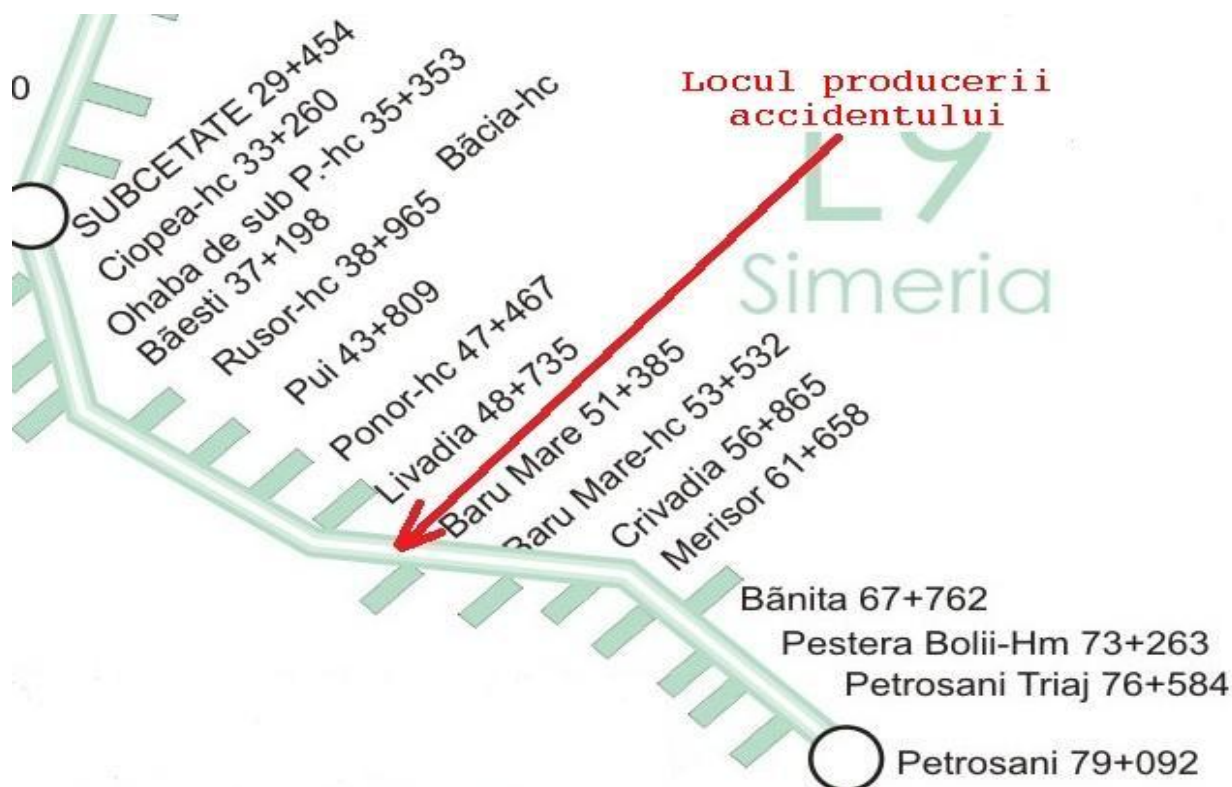 0
SUBCETATE 29+454
Ciopea-hc 33+260
Ohaba de sub P.-hc 35+353
Bãesti 37+198
Rusor-hc 38+965
Bãcia-hc
Pui 43+809
Ponor-hc 47+467
Livadia 48+735
Baru Mare 51+385
Baru Mare-hc 53+532
Crivadia 56+865
Merisor 61+658
Bãnita 67+762
Pestera Bolii-Hm 73+263
Petrosani Triaj 76+584
Petrosani 79+092
Locul producerii
accidentului
L9
Simeria